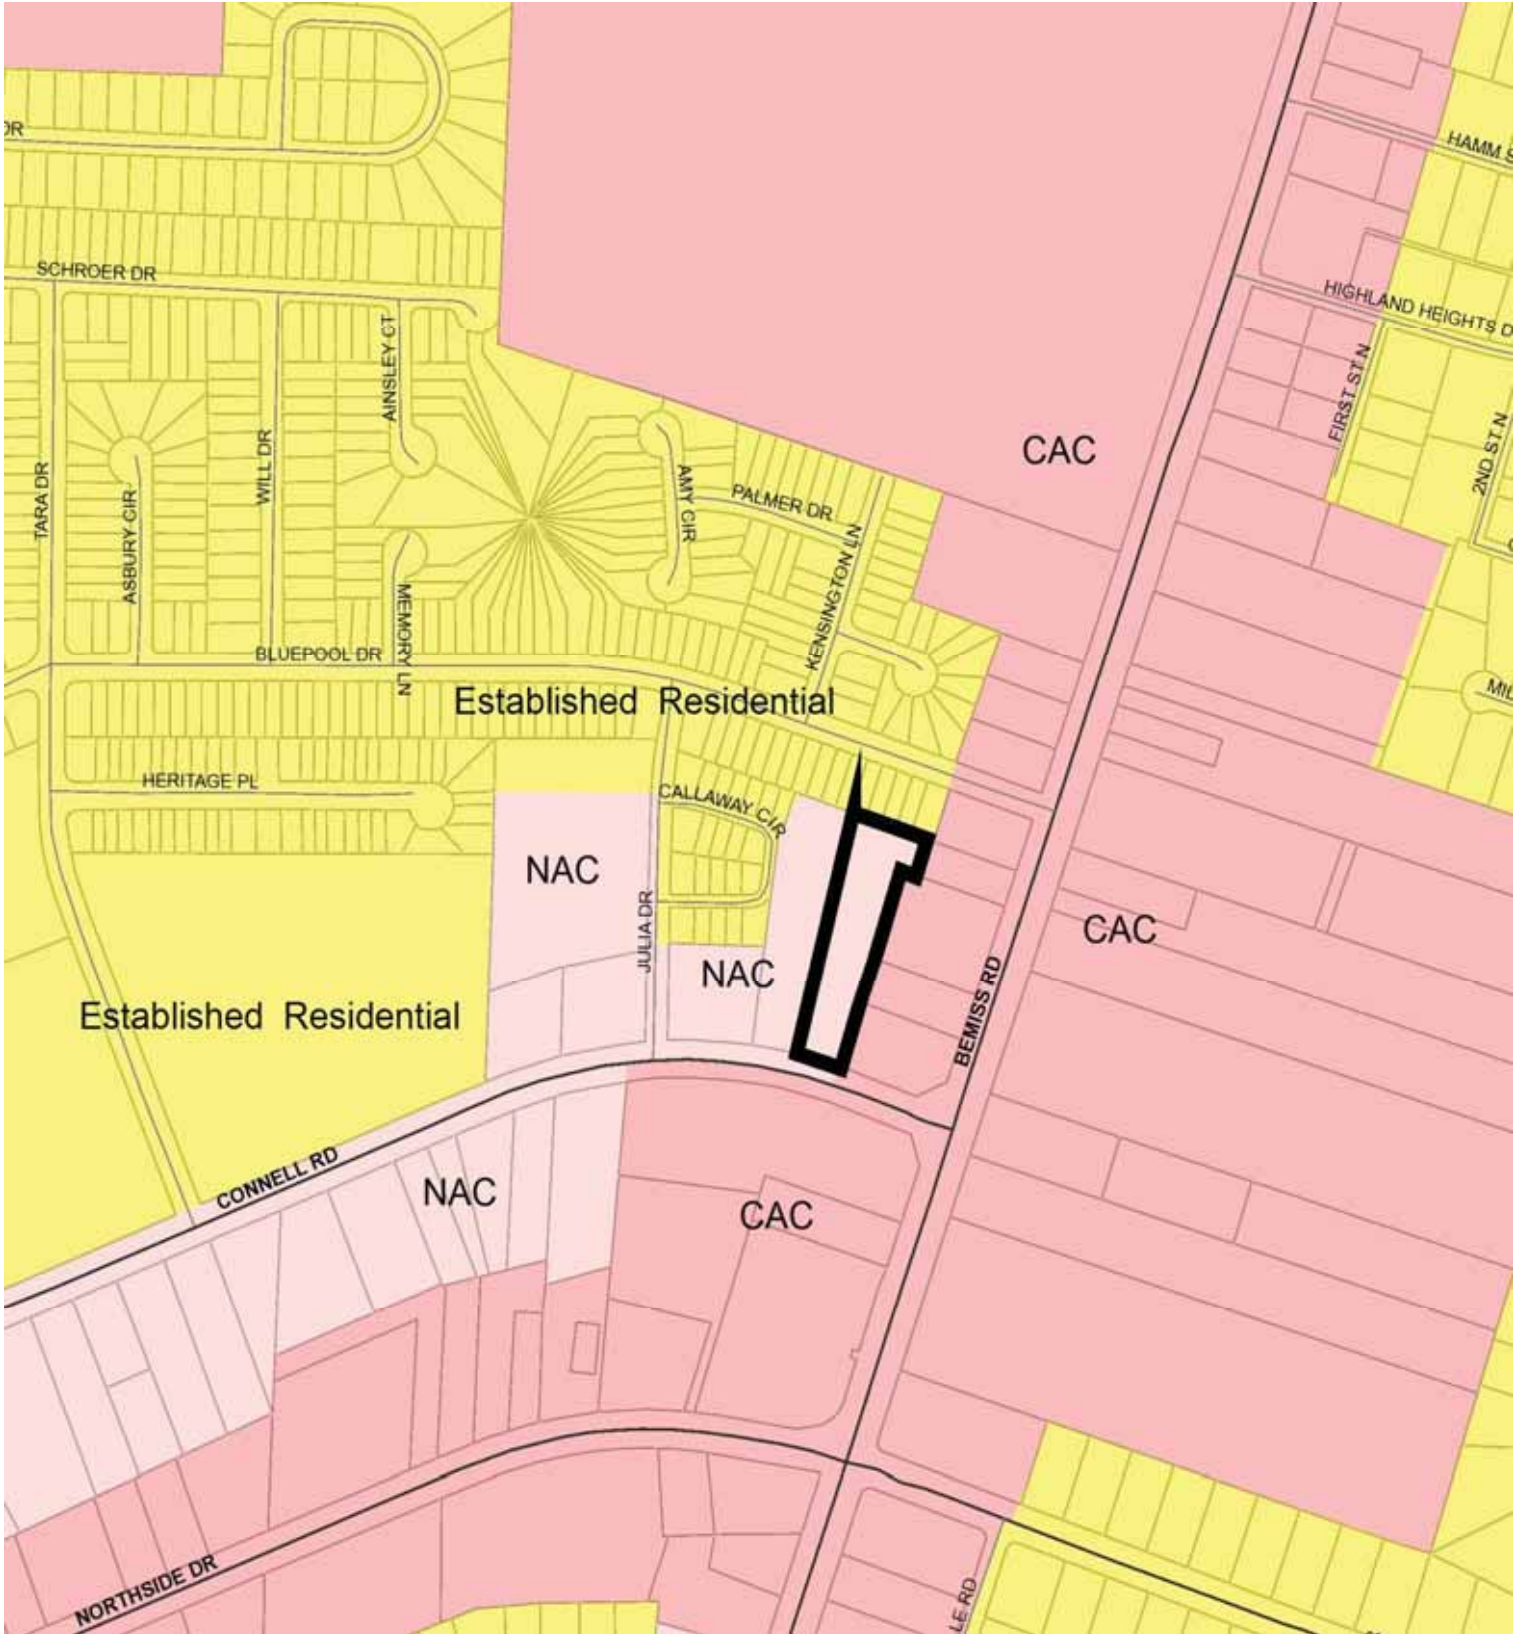 DR
HAMM S
SCHROER DR
HIGHLAND HEIGHTS D
AINSLEY CT
FIRST ST N
CAC
WILL DR
2ND ST N
TARA DR
ASBURY CIR
AMY CIR
PALMER DR
KENSINGTON LN
MEMORY LN
BLUEPOOL DR
Established Residential
MIL
HERITAGE PL
CALLAWAY CIR
NAC
JULIA DR
CAC
NAC
Established Residential
BEMISS RD
CONNELL RD
NAC
CAC
NORTHSIDE DR
LE RD